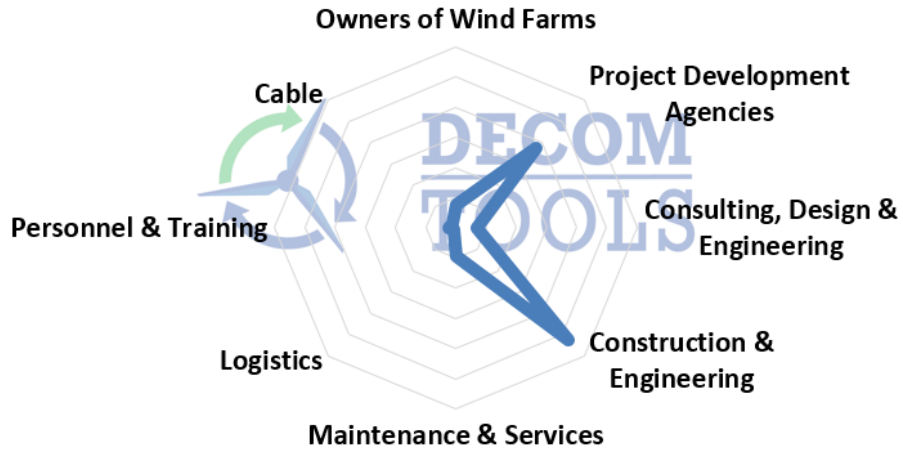 Owners of Wind Farms
Project Development
Agencies
Cable
DECOM
TOOLS
Consulting, Design &
Engineering
Personnel & Training
Construction &
Engineering
Logistics
Maintenance & Services